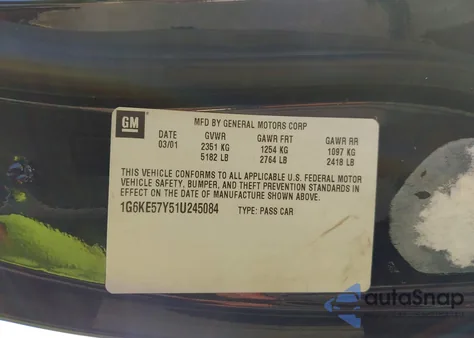 GM
MFD BY GENERAL MOTORS CORP
DATE GVWR GAWR FRT GAWR RR
03/01 2351 KG 1254 KG 1097 KG
5182 LB 2764 LB 2418 LB
THIS VEHICLE CONFORMS TO ALL APPLICABLE U.S. FEDERAL MOTOR
VEHICLE SAFETY, BUMPER, AND THEFT PREVENTION STANDARDS IN
EFFECT ON THE DATE OF MANUFACTURE SHOWN ABOVE.
1G6KE57Y51U245084 TYPE: PASS CAR
autoSnap